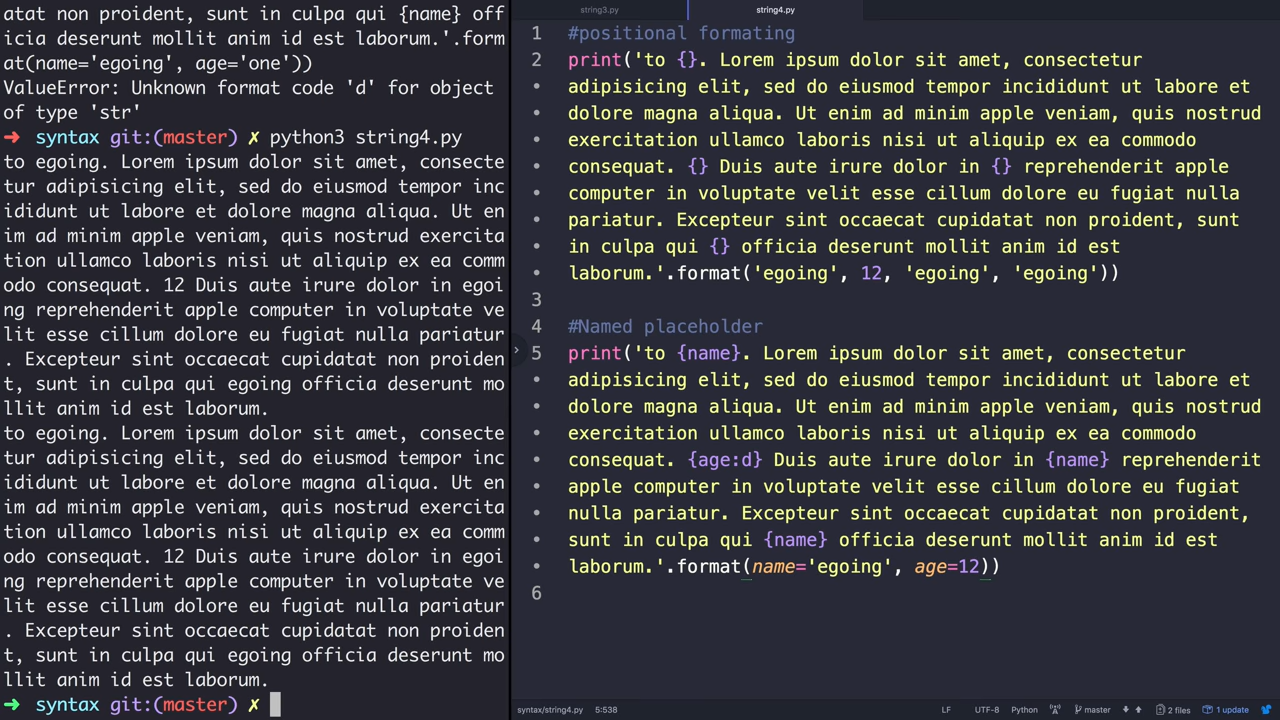 atat non proident, sunt in culpa qui {name} off
icia deserunt mollit anim id est laborum.'.form
at(name='egoing', age='one'))
ValueError: Unknown format code 'd' for object
of type 'str'
➜ syntax git:(master) ✗ python3 string4.py
to egoing. Lorem ipsum dolor sit amet, consecte
tur adipisicing elit, sed do eiusmod tempor inc
ididunt ut labore et dolore magna aliqua. Ut en
im ad minim apple veniam, quis nostrud exercita
tion ullamco laboris nisi ut aliquip ex ea comm
odo consequat. 12 Duis aute irure dolor in egoi
ng reprehenderit apple computer in voluptate ve
lit esse cillum dolore eu fugiat nulla pariatur
. Excepteur sint occaecat cupidatat non proiden
t, sunt in culpa qui egoing officia deserunt mo
llit anim id est laborum.
to egoing. Lorem ipsum dolor sit amet, consecte
tur adipisicing elit, sed do eiusmod tempor inc
ididunt ut labore et dolore magna aliqua. Ut en
im ad minim apple veniam, quis nostrud exercita
tion ullamco laboris nisi ut aliquip ex ea comm
odo consequat. 12 Duis aute irure dolor in egoi
ng reprehenderit apple computer in voluptate ve
lit esse cillum dolore eu fugiat nulla pariatur
. Excepteur sint occaecat cupidatat non proiden
t, sunt in culpa qui egoing officia deserunt mo
llit anim id est laborum.
➜ syntax git:(master) ✗
string3.py
string4.py
1 #positional formating
2 print('to {}. Lorem ipsum dolor sit amet, consectetur
• adipisicing elit, sed do eiusmod tempor incididunt ut labore et
• dolore magna aliqua. Ut enim ad minim apple veniam, quis nostrud
• exercitation ullamco laboris nisi ut aliquip ex ea commodo
• consequat. {} Duis aute irure dolor in {} reprehenderit apple
• computer in voluptate velit esse cillum dolore eu fugiat nulla
• pariatur. Excepteur sint occaecat cupidatat non proident, sunt
• in culpa qui {} officia deserunt mollit anim id est
• laborum.'.format('egoing', 12, 'egoing', 'egoing'))
3
4 #Named placeholder
5 print('to {name}. Lorem ipsum dolor sit amet, consectetur
• adipisicing elit, sed do eiusmod tempor incididunt ut labore et
• dolore magna aliqua. Ut enim ad minim apple veniam, quis nostrud
• exercitation ullamco laboris nisi ut aliquip ex ea commodo
• consequat. {age:d} Duis aute irure dolor in {name} reprehenderit
• apple computer in voluptate velit esse cillum dolore eu fugiat
• nulla pariatur. Excepteur sint occaecat cupidatat non proident,
• sunt in culpa qui {name} officia deserunt mollit anim id est
• laborum.'.format(name='egoing', age=12))
6
syntax/string4.py 5:538 LF UTF-8 Python master 2 files 1 update